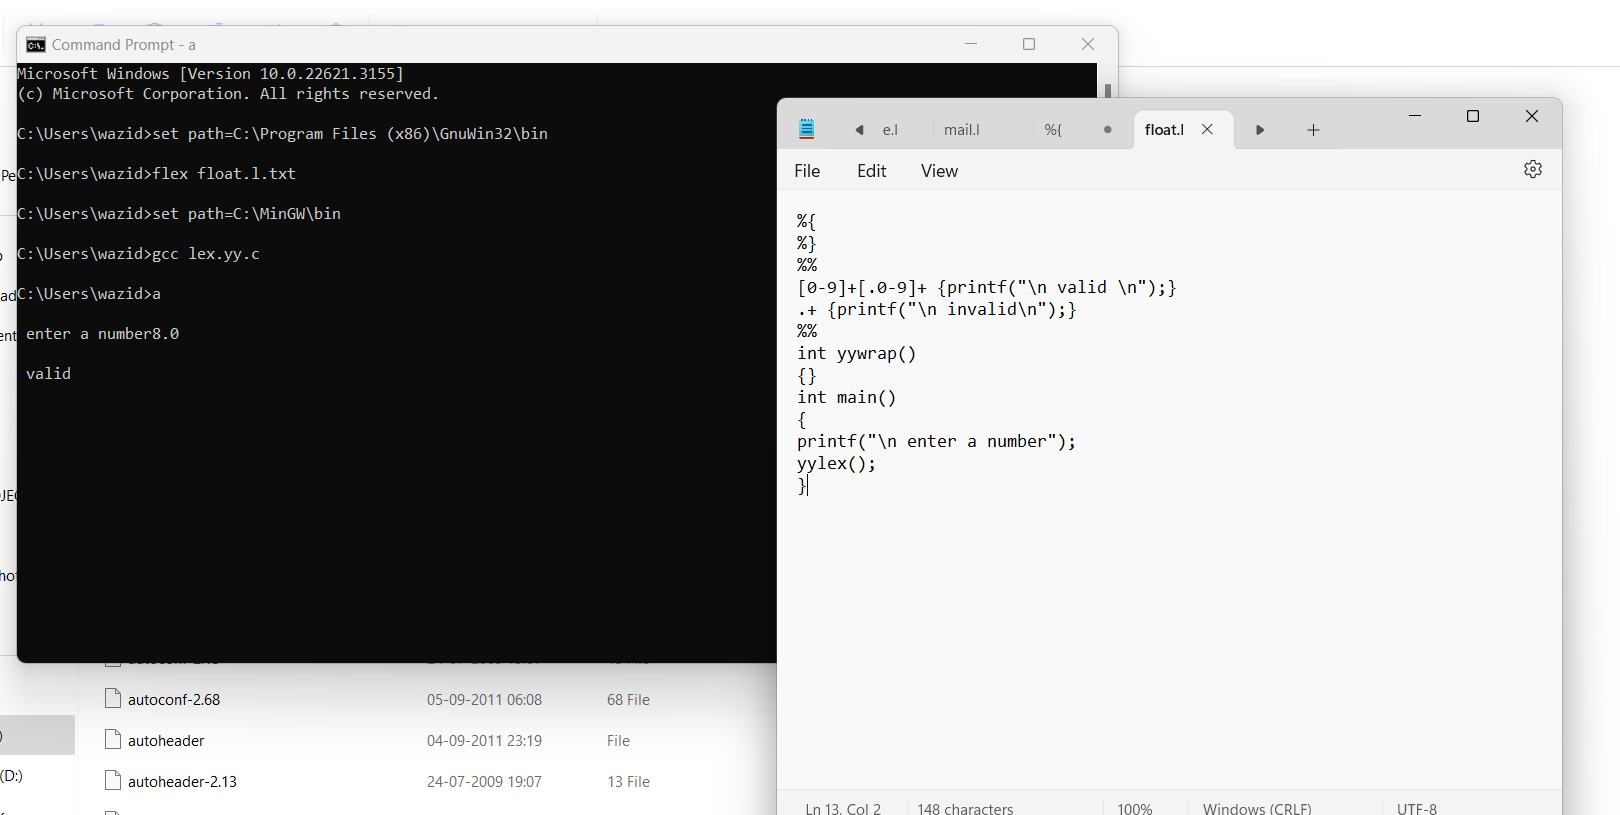 Command Prompt - a
Microsoft Windows [Version 10.0.22621.3155]
(c) Microsoft Corporation. All rights reserved.
C:\Users\wazid>set path=C:\Program Files (x86)\GnuWin32\bin
C:\Users\wazid>flex float.l.txt
C:\Users\wazid>set path=C:\MinGW\bin
C:\Users\wazid>gcc lex.yy.c
C:\Users\wazid>a
enter a number8.0
valid
e.l
mail.l
%{
float.l
File Edit View
%{
%}
%%
[0-9]+[.0-9]+ {printf("\n valid \n");}
.+ {printf("\n invalid\n");}
%%
int yywrap()
{}
int main()
{
printf("\n enter a number");
yylex();
}
Ln 13, Col 2 148 characters 100% Windows (CRLF) UTF-8
autoconf-2.68 05-09-2011 06:08 68 File
autoheader 04-09-2011 23:19 File
autoheader-2.13 24-07-2009 19:07 13 File
(D:)